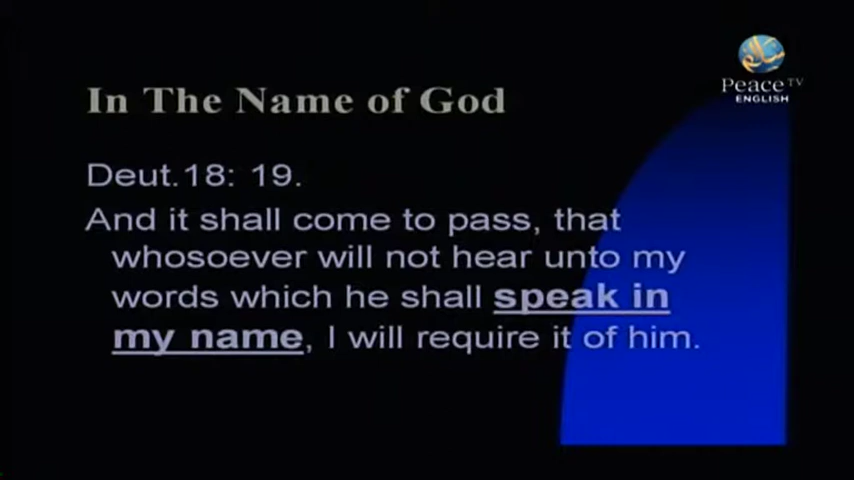 سلام
Peace TV
ENGLISH
In The Name of God
Deut.18: 19.
And it shall come to pass, that
whosoever will not hear unto my
words which he shall speak in
my name, I will require it of him.